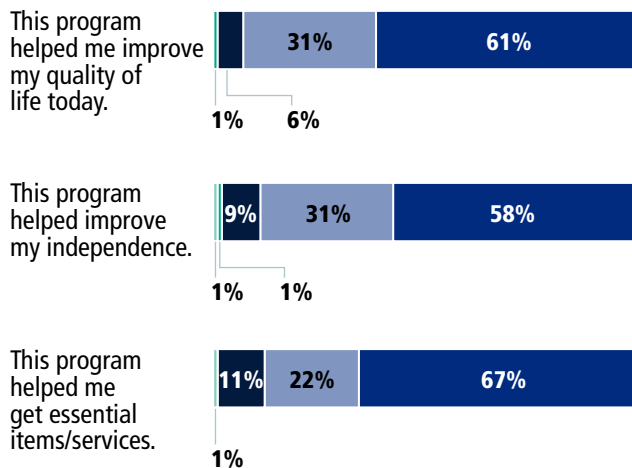 This program
helped me improve
my quality of
life today.
31%
61%
1%
6%
This program
helped improve
my independence.
9%
31%
58%
1%
1%
This program
helped me
get essential
items/services.
11%
22%
67%
1%